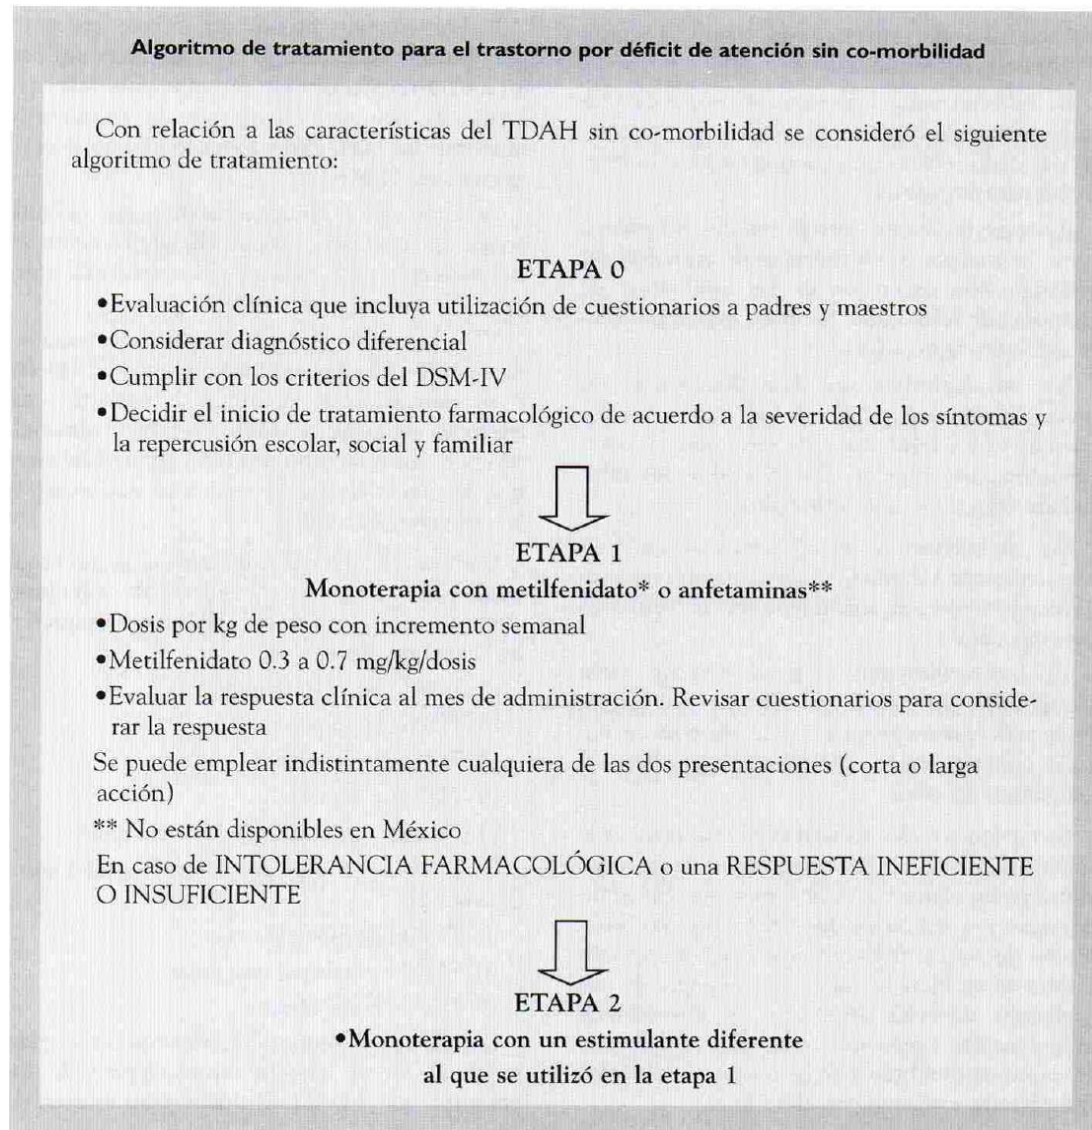 Algoritmo de tratamiento para el trastorno por déficit de atención sin co-morbilidad
Con relación a las características del TDAH sin co-morbilidad se consideró el siguiente
algoritmo de tratamiento:
ETAPA 0
•Evaluación clínica que incluya utilización de cuestionarios a padres y maestros
•Considerar diagnóstico diferencial
•Cumplir con los criterios del DSM-IV
•Decidir el inicio de tratamiento farmacológico de acuerdo a la severidad de los síntomas y
la repercusión escolar, social y familiar
ETAPA 1
Monoterapia con metilfenidato* o anfetaminas**
•Dosis por kg de peso con incremento semanal
•Metilfenidato 0.3 a 0.7 mg/kg/dosis
•Evaluar la respuesta clínica al mes de administración. Revisar cuestionarios para conside-
rar la respuesta
Se puede emplear indistintamente cualquiera de las dos presentaciones (corta o larga
acción)
** No están disponibles en México
En caso de INTOLERANCIA FARMACOLÓGICA o una RESPUESTA INEFICIENTE
O INSUFICIENTE
ETAPA 2
•Monoterapia con un estimulante diferente
al que se utilizó en la etapa 1